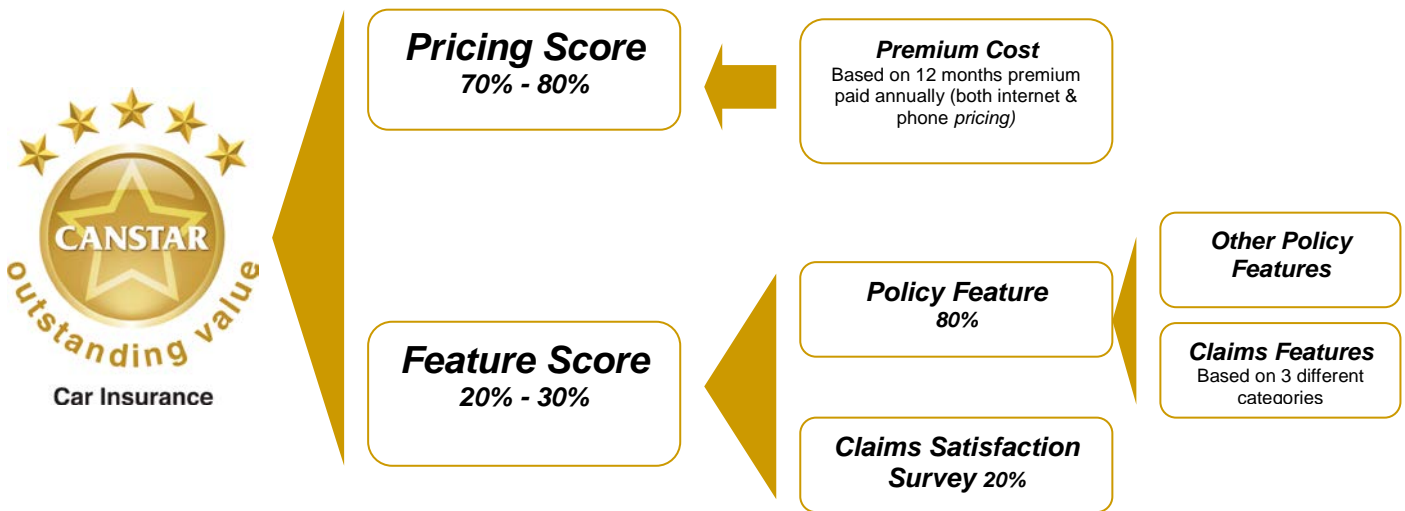 CANSTAR
outstanding value
Car Insurance
Pricing Score
70% - 80%
Premium Cost
Based on 12 months premium
paid annually (both internet &
phone pricing)
Feature Score
20% - 30%
Policy Feature
80%
Other Policy
Features
Claims Features
Based on 3 different
categories
Claims Satisfaction
Survey 20%